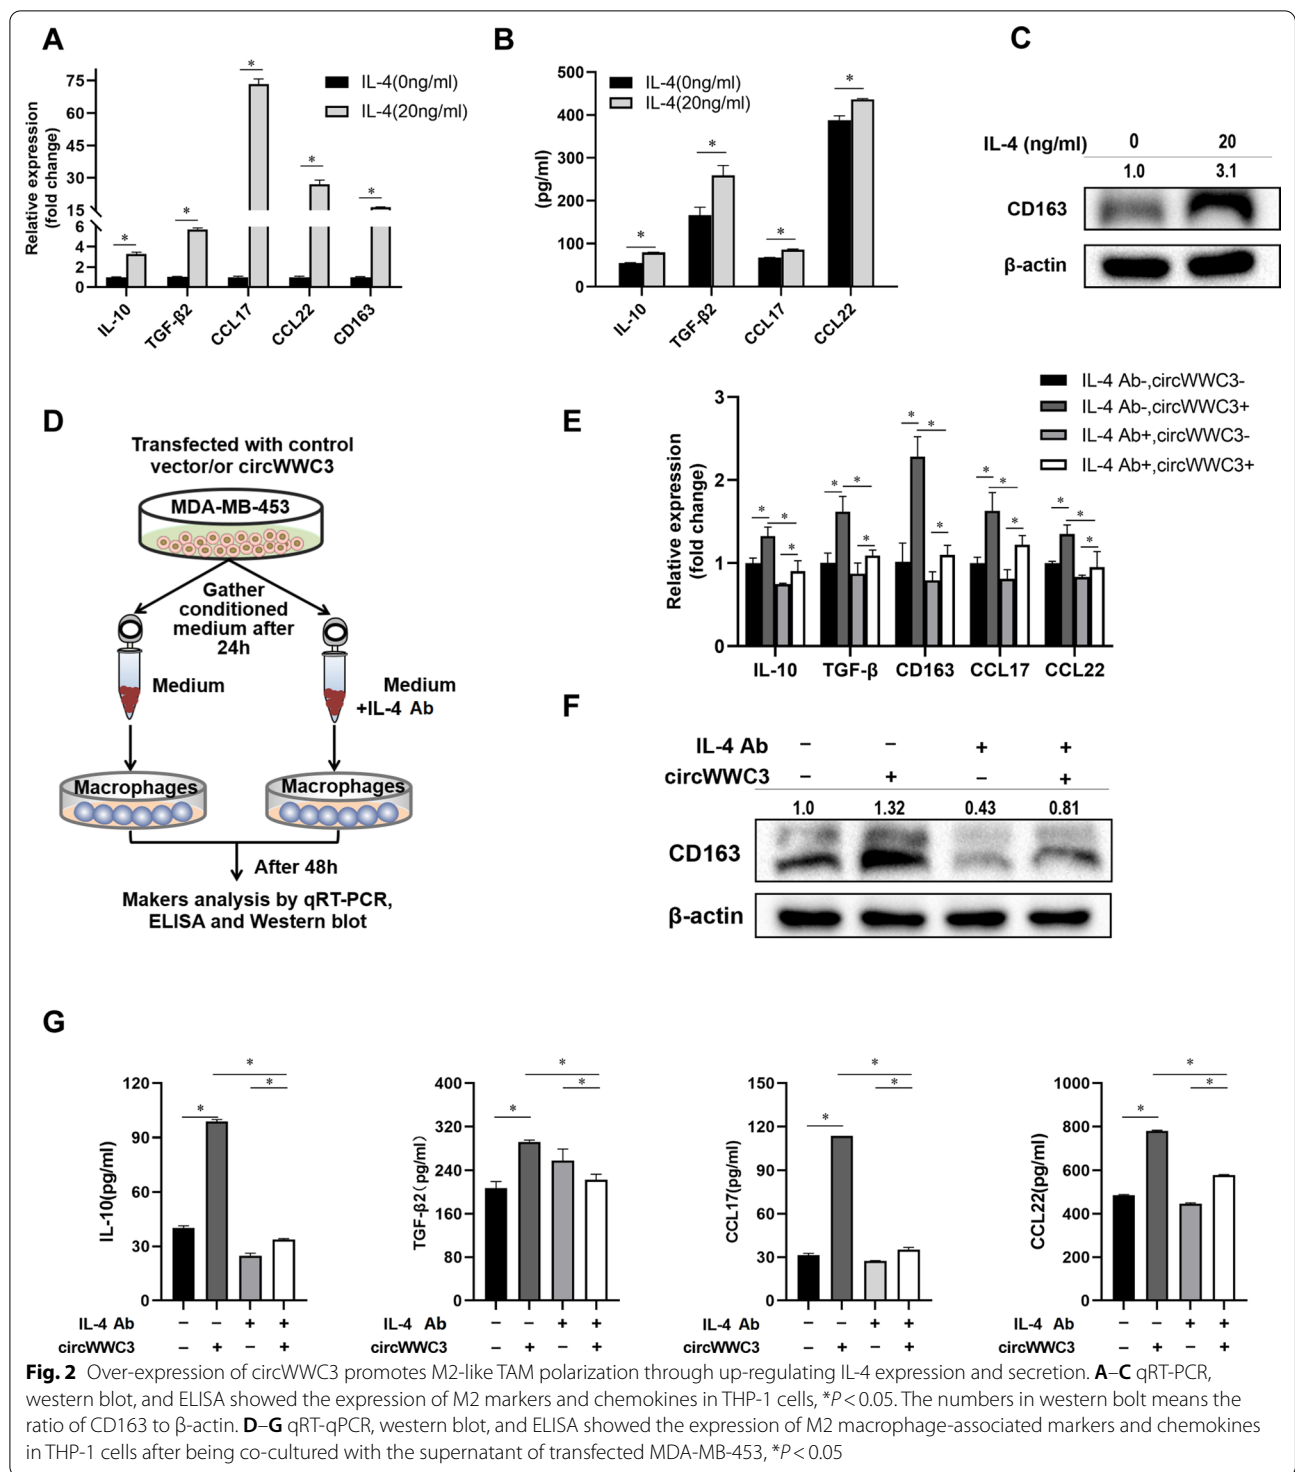 A
Relative expression
(fold change)
75
60
45
30
15
6
4
2
0
*
*
*
*
*
IL-4(0ng/ml)
IL-4(20ng/ml)
IL-10
TGF-β2
CCL17
CCL22
CD163
B
(pg/ml)
500
400
300
200
100
0
IL-4(0ng/ml)
IL-4(20ng/ml)
*
*
*
*
IL-10
TGF-β2
CCL17
CCL22
C
IL-4 (ng/ml) 0 20
1.0 3.1
CD163
β-actin
D
Transfected with control
vector/or circWWC3
MDA-MB-453
Gather
conditioned
medium after
24h
Medium
Medium
+IL-4 Ab
Macrophages
Macrophages
After 48h
Makers analysis by qRT-PCR,
ELISA and Western blot
E
IL-4 Ab-,circWWC3-
IL-4 Ab-,circWWC3+
IL-4 Ab+,circWWC3-
IL-4 Ab+,circWWC3+
Relative expression
(fold change)
3
2
1
0
* * *
* * *
* * *
* * *
* * *
IL-10 TGF-β CD163 CCL17 CCL22
F
IL-4 Ab – – + +
circWWC3 – + – +
1.0 1.32 0.43 0.81
CD163
β-actin
G
IL-10(pg/ml)
120
90
60
30
0
* * *
IL-4 Ab – – + +
circWWC3 – + – +
TGF-β2(pg/ml)
400
320
240
160
80
0
* * *
IL-4 Ab – – + +
circWWC3 – + – +
CCL17(pg/ml)
150
120
90
60
30
0
* * *
IL-4 Ab – – + +
circWWC3 – + – +
CCL22(pg/ml)
1000
800
600
400
200
0
* * *
IL-4 Ab – – + +
circWWC3 – + – +
Fig. 2 Over-expression of circWWC3 promotes M2-like TAM polarization through up-regulating IL-4 expression and secretion. A–C qRT-PCR,
western blot, and ELISA showed the expression of M2 markers and chemokines in THP-1 cells, *P < 0.05. The numbers in western bolt means the
ratio of CD163 to β-actin. D–G qRT-qPCR, western blot, and ELISA showed the expression of M2 macrophage-associated markers and chemokines
in THP-1 cells after being co-cultured with the supernatant of transfected MDA-MB-453, *P < 0.05